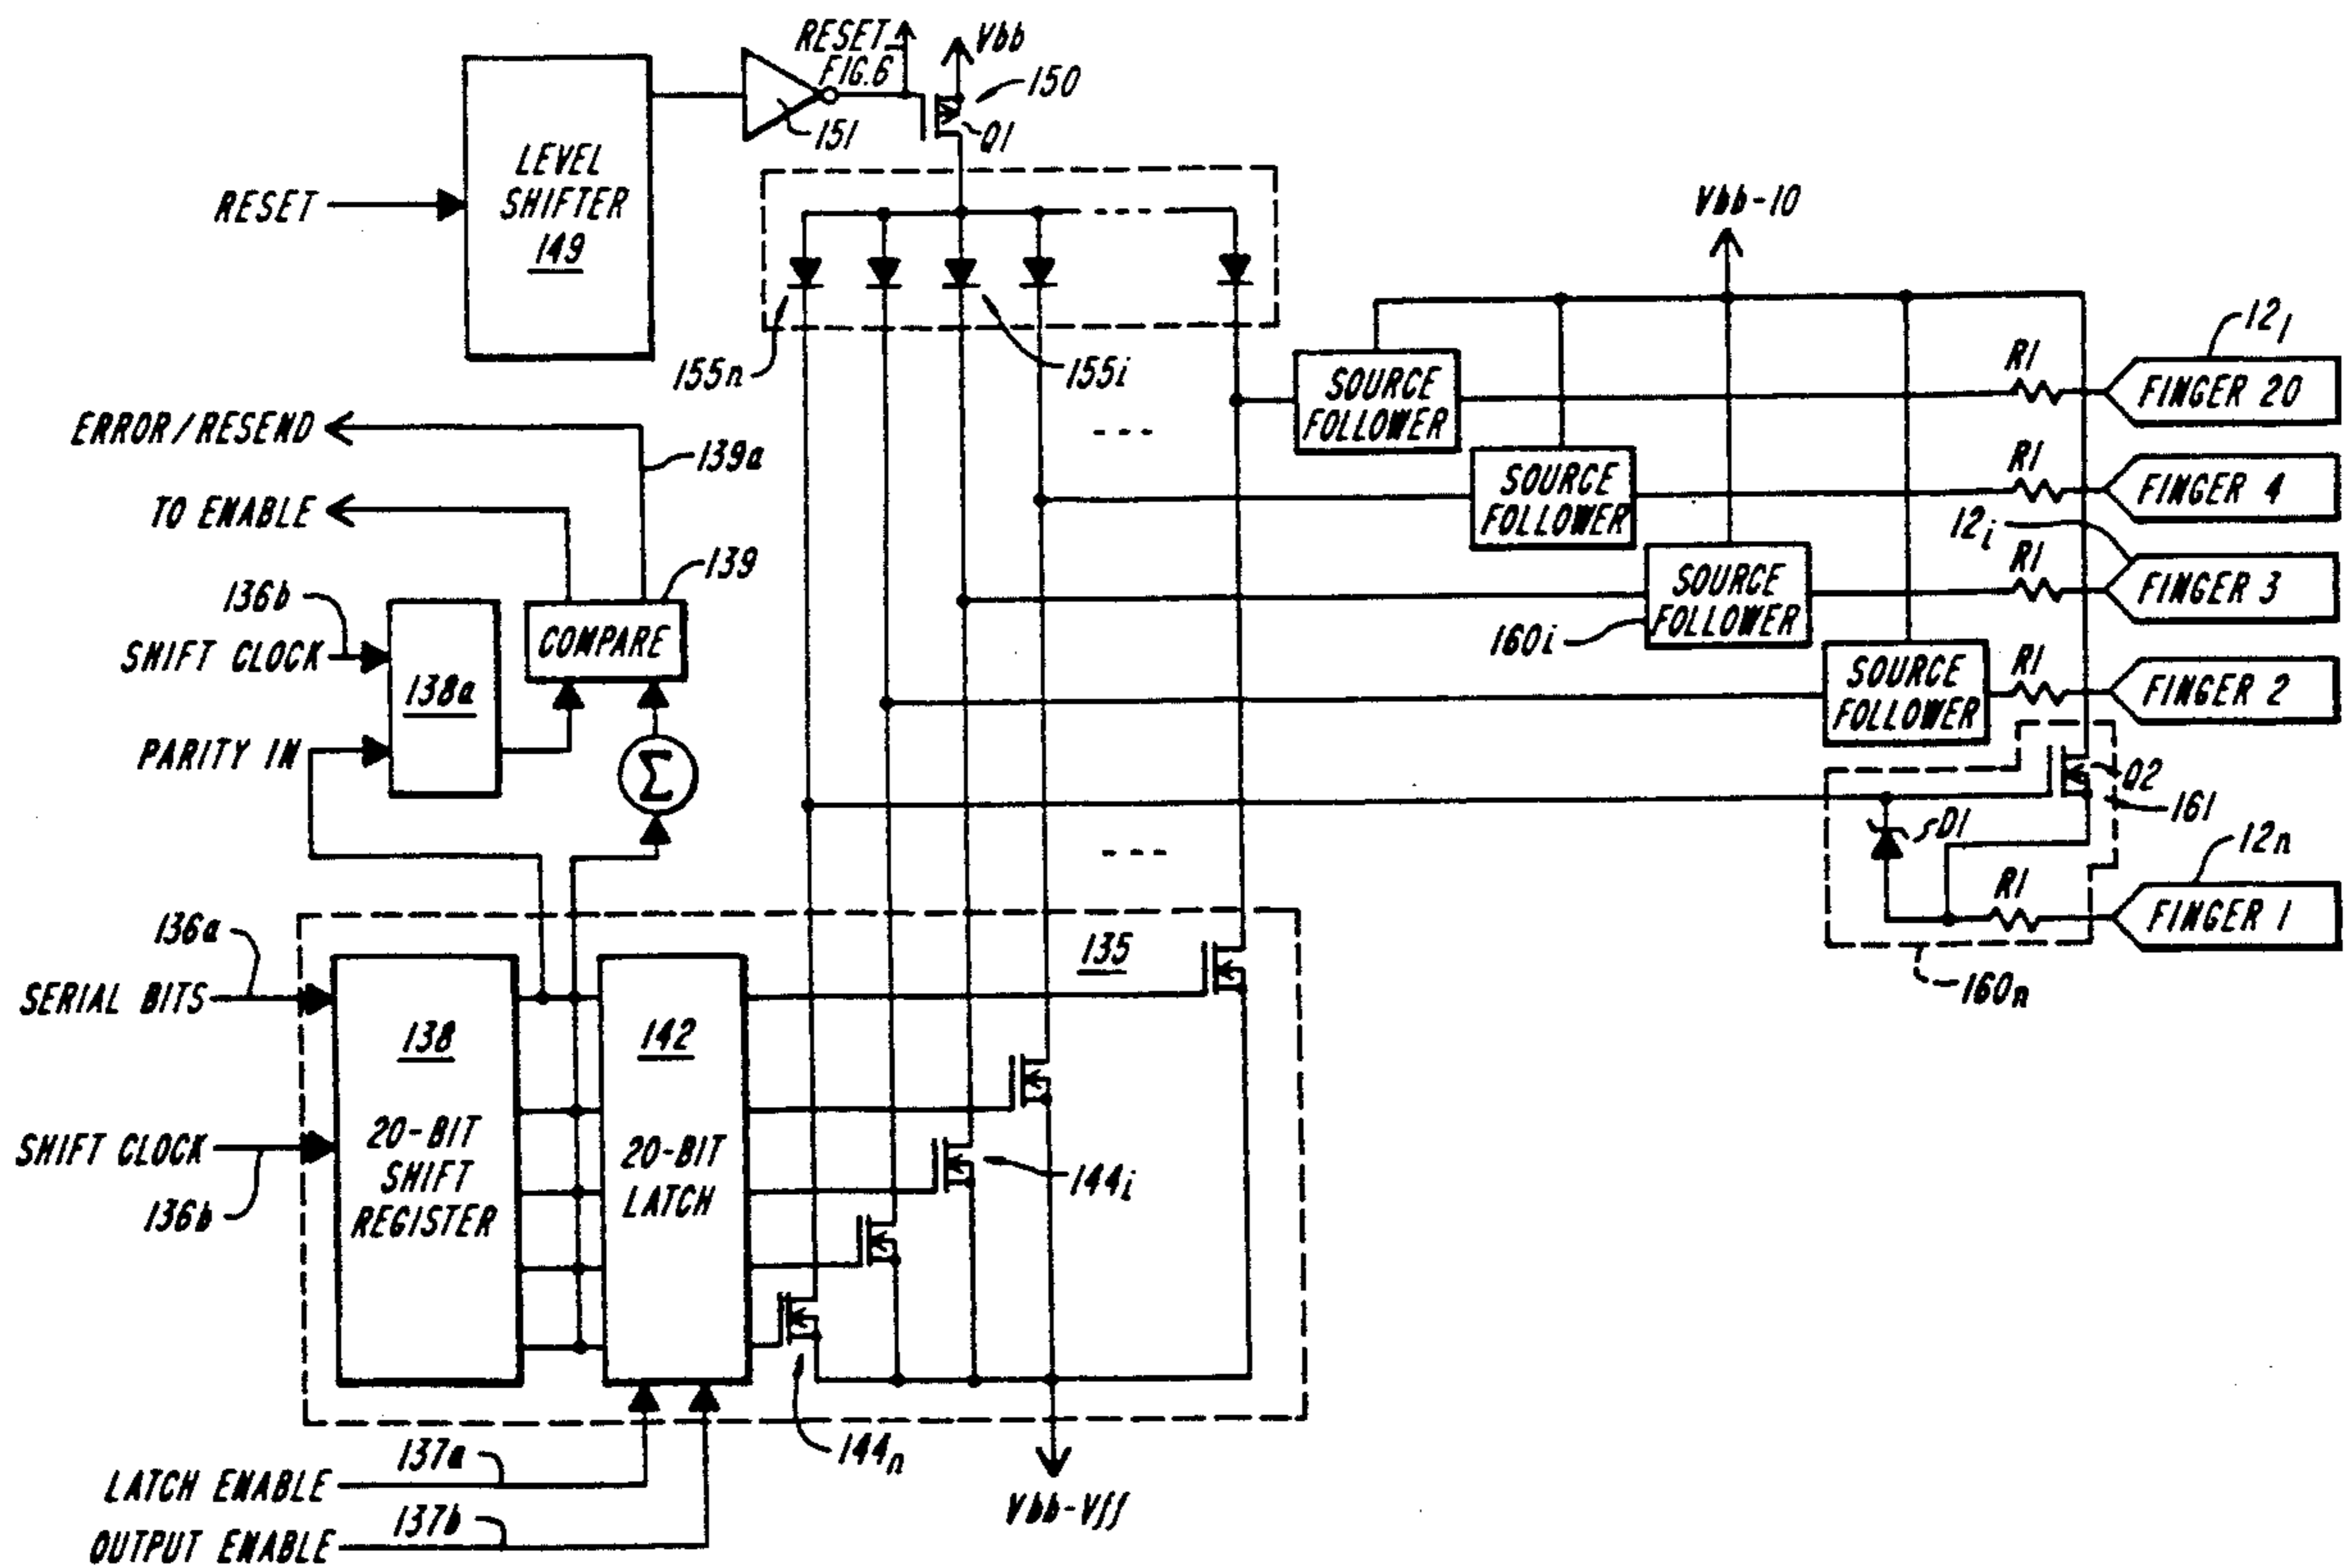 RESET
FIG.6
Vbb
150
Q1
151
LEVEL
SHIFTER
149
RESET
Vbb-10
155n
155i
12₁
R1
FINGER 20
SOURCE
FOLLOWER
R1
FINGER 4
SOURCE
FOLLOWER
12i
R1
FINGER 3
SOURCE
FOLLOWER
160i
R1
FINGER 2
SOURCE
FOLLOWER
ERROR/RESEND
139a
TO ENABLE
136b
139
COMPARE
SHIFT CLOCK
138a
PARITY IN
Σ
Q2
161
D1
12n
R1
FINGER 1
160n
136a
SERIAL BITS
135
138
20-BIT
SHIFT
REGISTER
142
20-BIT
LATCH
SHIFT CLOCK
136b
144i
144n
137a
LATCH ENABLE
137b
OUTPUT ENABLE
Vbb-Vff